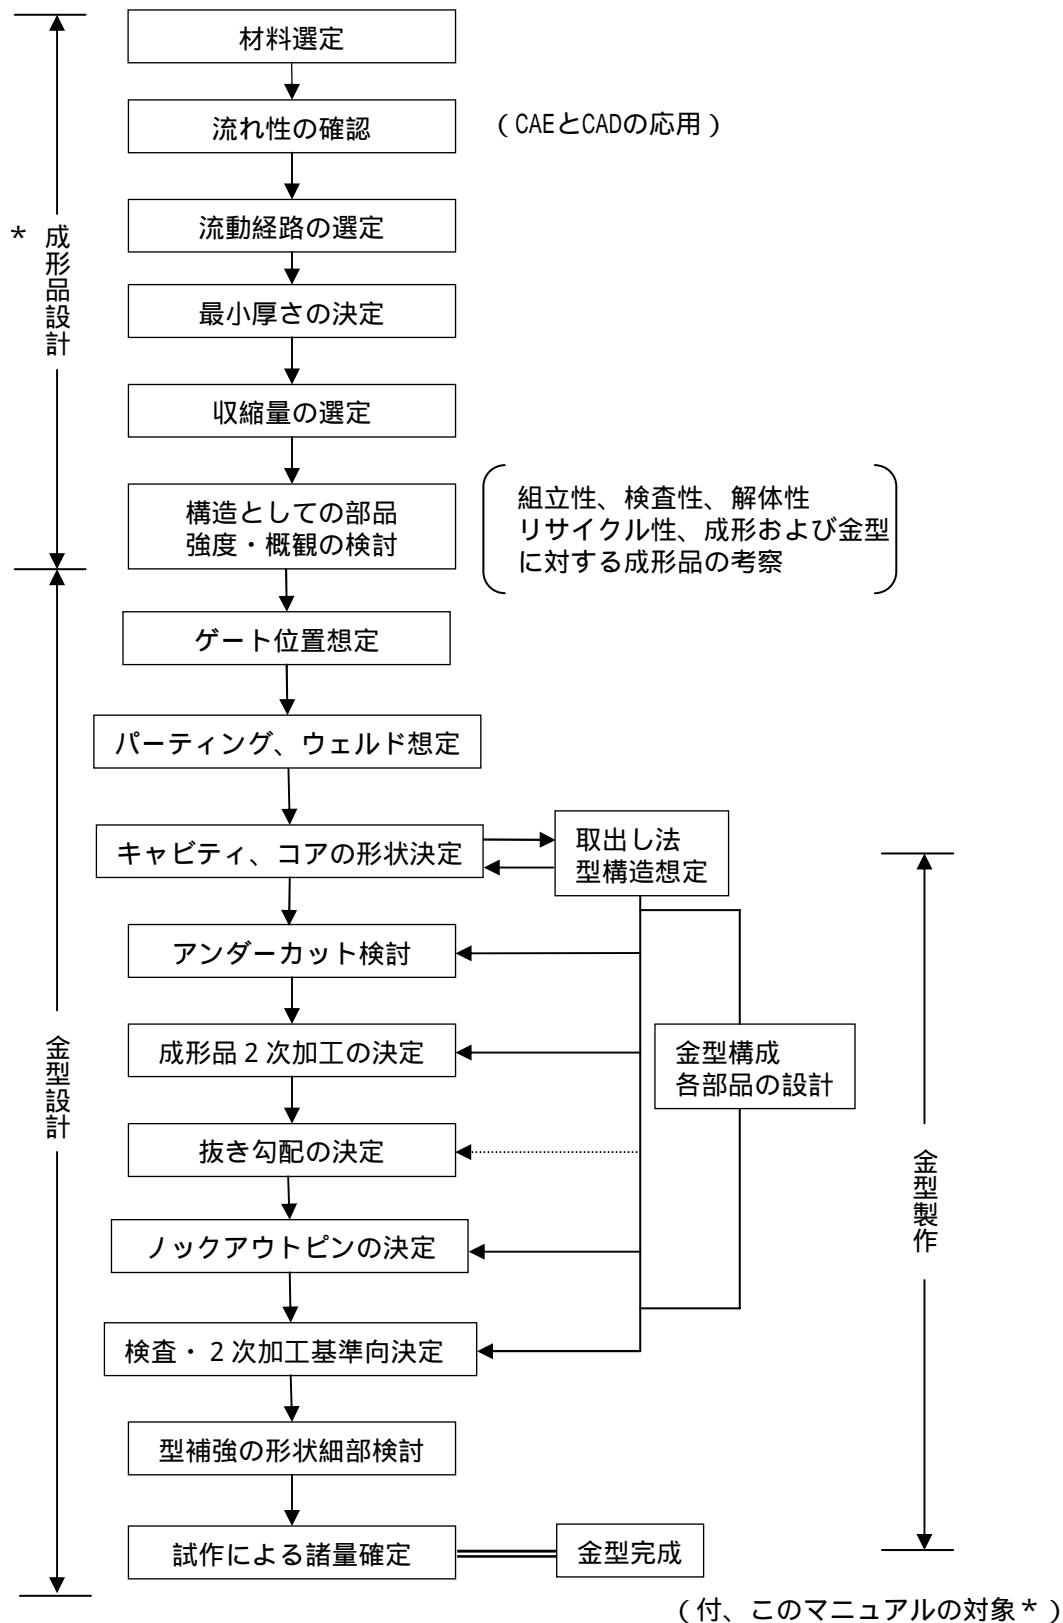 材料選定
流れ性の確認
（CAEとCADの応用）
流動経路の選定
＊
成形品設計
最小厚さの決定
収縮量の選定
構造としての部品
強度・概観の検討
組立性、検査性、解体性
リサイクル性、成形および金型
に対する成形品の考察
ゲート位置想定
パーティング、ウェルド想定
キャビティ、コアの形状決定
取出し法
型構造想定
アンダーカット検討
成形品２次加工の決定
金型構成
各部品の設計
金型設計
抜き勾配の決定
金型製作
ノックアウトピンの決定
検査・２次加工基準向決定
型補強の形状細部検討
試作による諸量確定
金型完成
（付、このマニュアルの対象＊）